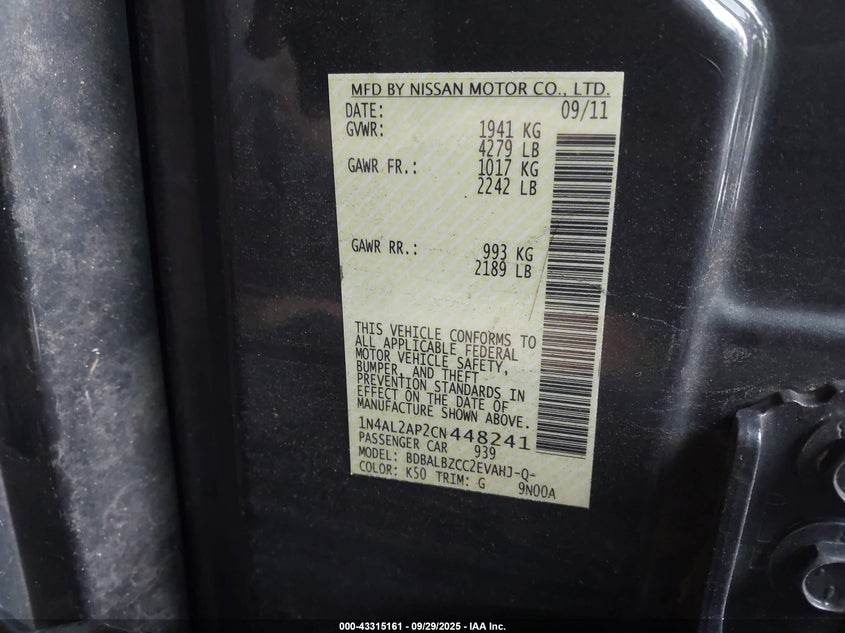 MFD BY NISSAN MOTOR CO., LTD.
DATE: 09/11
GVWR: 1941 KG
4279 LB
GAWR FR.: 1017 KG
2242 LB
GAWR RR.: 993 KG
2189 LB
THIS VEHICLE CONFORMS TO
ALL APPLICABLE FEDERAL
MOTOR VEHICLE SAFETY,
BUMPER, AND THEFT
PREVENTION STANDARDS IN
EFFECT ON THE DATE OF
MANUFACTURE SHOWN ABOVE.
1N4AL2AP2CN448241
PASSENGER CAR 939
MODEL: BDBALBZCC2EVAHJ-Q-
COLOR: K50 TRIM: G 9N00A
000-43315161 - 09/29/2025 - IAA Inc.